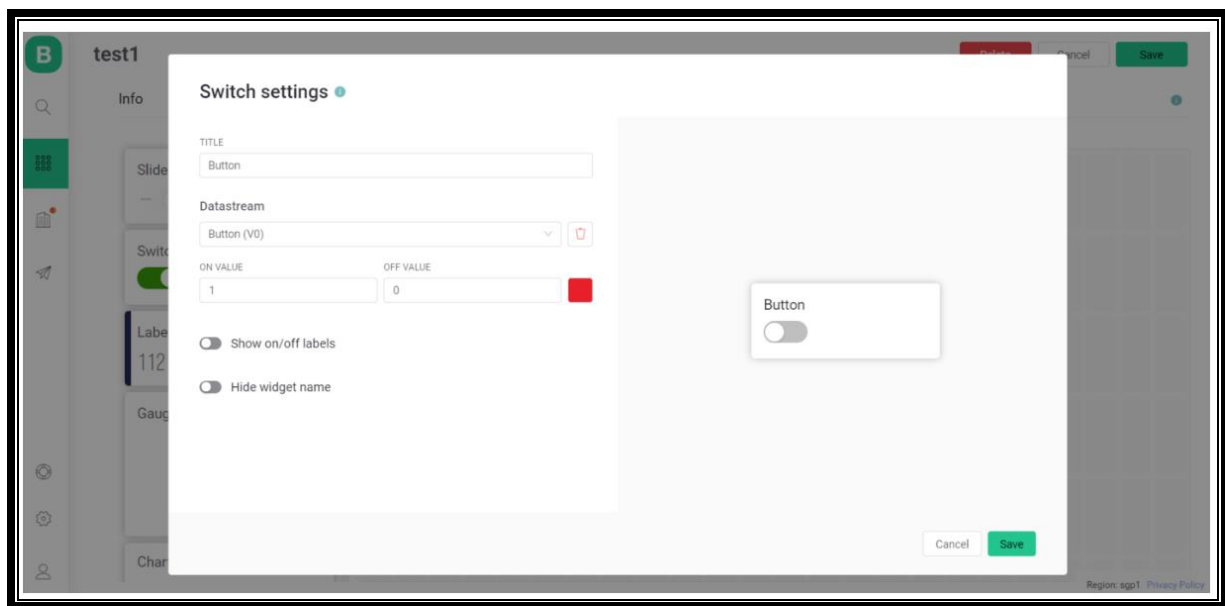 B
test1
Delete
Cancel
Save
Info
Switch settings
TITLE
Button
Datastream
Button (V0)
ON VALUE
OFF VALUE
1
0
Show on/off labels
Hide widget name
Button
Cancel
Save
Slide
Switc
Labe
112
Gaug
Char
Region: sgp1 Privacy Policy